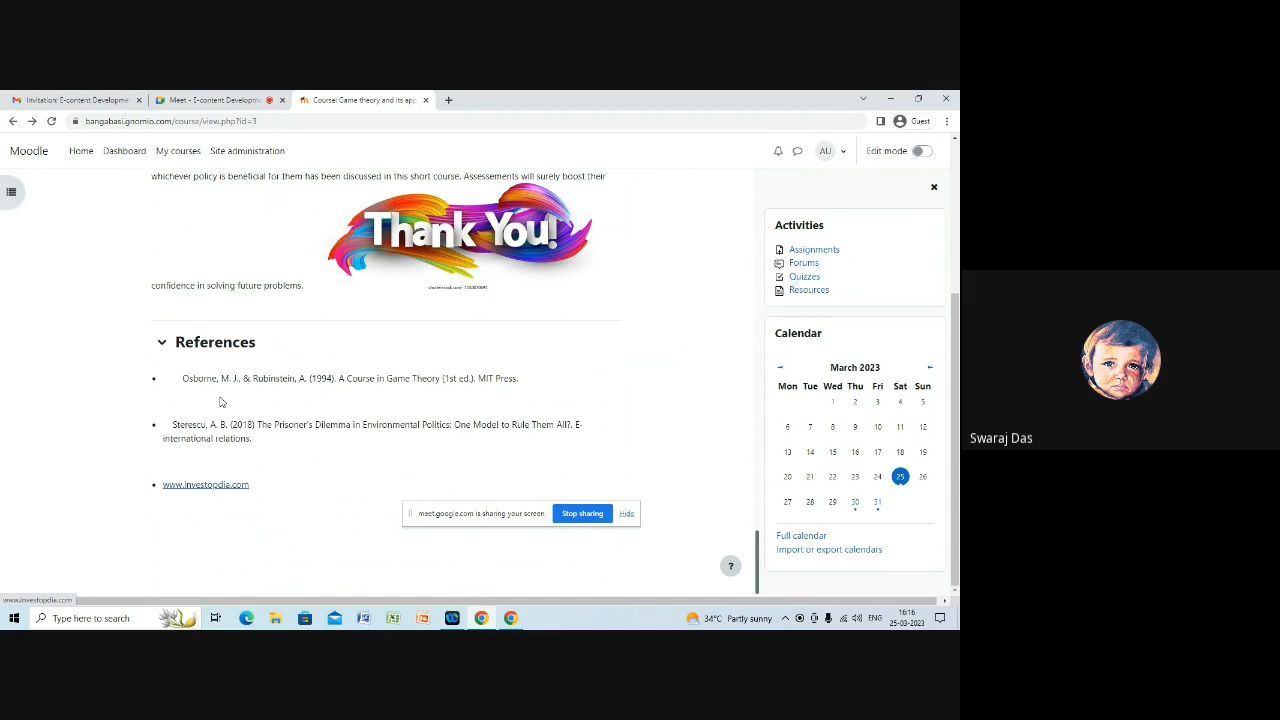 Invitation: E-content Developme
Meet - E-content Developme
Course: Game theory and its app
bangabasi.gnomio.com/course/view.php?id=3
Guest
Moodle
Home
Dashboard
My courses
Site administration
AU
Edit mode
whichever policy is beneficial for them has been discussed in this short course. Assessments will surely boost their
Thank You!
confidence in solving future problems.
References
Osborne, M. J., & Rubinstein, A. (1994). A Course in Game Theory (1st ed.). MIT Press.
Sterescu, A. B. (2018) The Prisoner's Dilemma in Environmental Politics: One Model to Rule Them All?. E-
international relations.
www.investopdia.com
meet.google.com is sharing your screen.
Stop sharing
Hide
Activities
Assignments
Forums
Quizzes
Resources
Calendar
March 2023
Mon Tue Wed Thu Fri Sat Sun
1 2 3 4 5
6 7 8 9 10 11 12
13 14 15 16 17 18 19
20 21 22 23 24 25 26
27 28 29 30 31
Full calendar
Import or export calendars
?
www.investopdia.com
Type here to search
34°C Partly sunny
ENG
16:16
25-03-2023
Swaraj Das